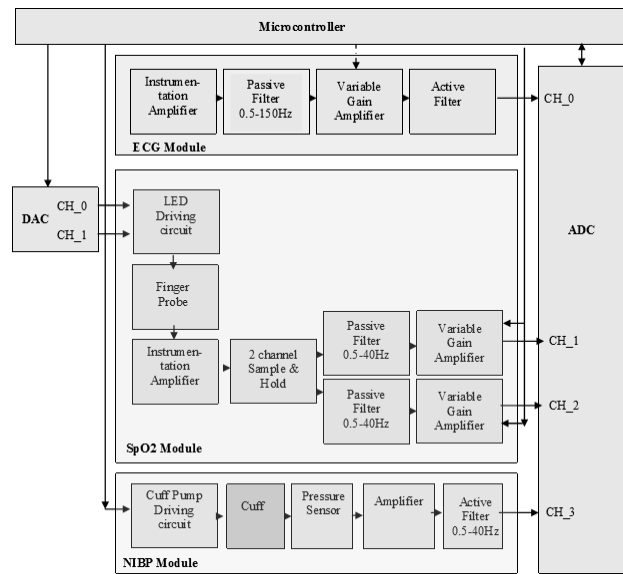 Microcontroller
Instrumen-
tation
Amplifier
Passive
Filter
0.5-150Hz
Variable
Gain
Amplifier
Active
Filter
CH_0
ECG Module
DAC
CH_0
CH_1
LED
Driving
circuit
ADC
Finger
Probe
Instrumen-
tation
Amplifier
2 channel
Sample &
Hold
Passive
Filter
0.5-40Hz
Variable
Gain
Amplifier
CH_1
Passive
Filter
0.5-40Hz
Variable
Gain
Amplifier
CH_2
SpO2 Module
Cuff Pump
Driving
circuit
Cuff
Pressure
Sensor
Amplifier
Active
Filter
0.5-40Hz
CH_3
NIBP Module